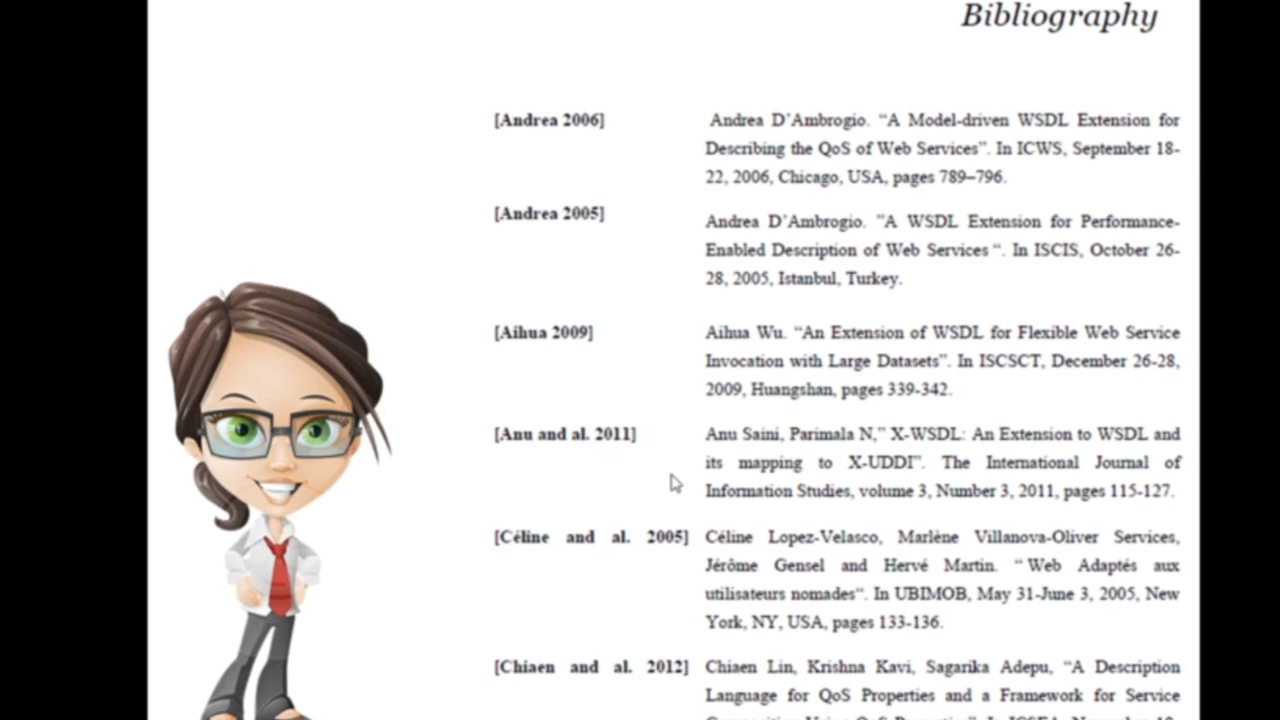 Bibliography
[Andrea 2006] Andrea D’Ambrogio. “A Model-driven WSDL Extension for
Describing the QoS of Web Services”. In ICWS, September 18-
22, 2006, Chicago, USA, pages 789–796.
[Andrea 2005] Andrea D’Ambrogio. ”A WSDL Extension for Performance-
Enabled Description of Web Services “. In ISCIS, October 26-
28, 2005, Istanbul, Turkey.
[Aihua 2009] Aihua Wu. “An Extension of WSDL for Flexible Web Service
Invocation with Large Datasets”. In ISCSCT, December 26-28,
2009, Huangshan, pages 339-342.
[Anu and al. 2011] Anu Saini, Parimala N,” X-WSDL: An Extension to WSDL and
its mapping to X-UDDI”. The International Journal of
Information Studies, volume 3, Number 3, 2011, pages 115-127.
[Céline and al. 2005] Céline Lopez-Velasco, Marlène Villanova-Oliver Services,
Jérôme Gensel and Hervé Martin. “ Web Adaptés aux
utilisateurs nomades“. In UBIMOB, May 31-June 3, 2005, New
York, NY, USA, pages 133-136.
[Chiaen and al. 2012] Chiaen Lin, Krishna Kavi, Sagarika Adepu, “A Description
Language for QoS Properties and a Framework for Service